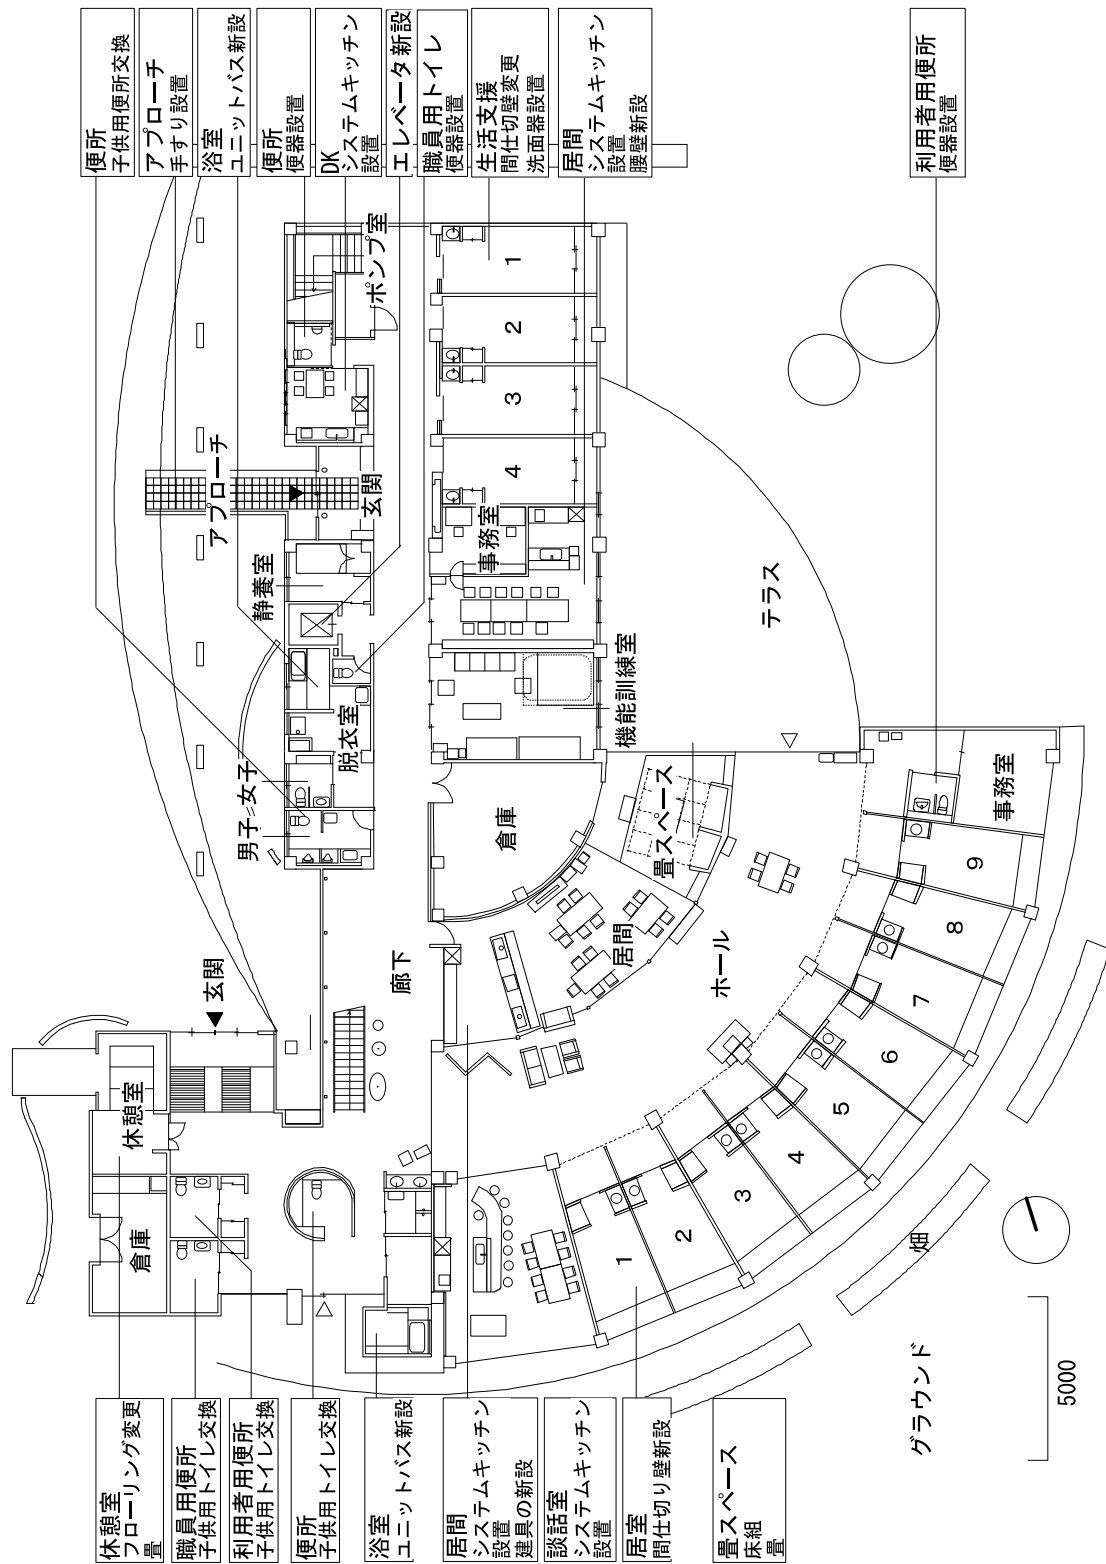 便所
子供用便所交換
アプローチ
手すり設置
浴室
ユニットバス新設
便所
便器設置
DK
システムキッチン
設置
エレベータ新設
職員用トイレ
便器設置
生活支援
間仕切壁変更
洗面器設置
居間
システムキッチン
設置
腰壁新設
利用者用便所
便器設置
ポンプ室
アプローチ
玄関
静養室
脱衣室
男子
女子
1
2
3
4
事務室
機能訓練室
テラス
倉庫
畳スペース
居間
ホール
廊下
玄関
休憩室
倉庫
事務室
9
8
7
6
5
4
3
2
1
畑
グラウンド
5000
休憩室
フローリング変更
畳
職員用便所
子供用トイレ交換
利用者用便所
子供用トイレ交換
便所
子供用トイレ交換
浴室
ユニットバス新設
居間
システムキッチン
設置
建具の新設
談話室
システムキッチン
設置
居室
間仕切り壁新設
畳スペース
床組
畳